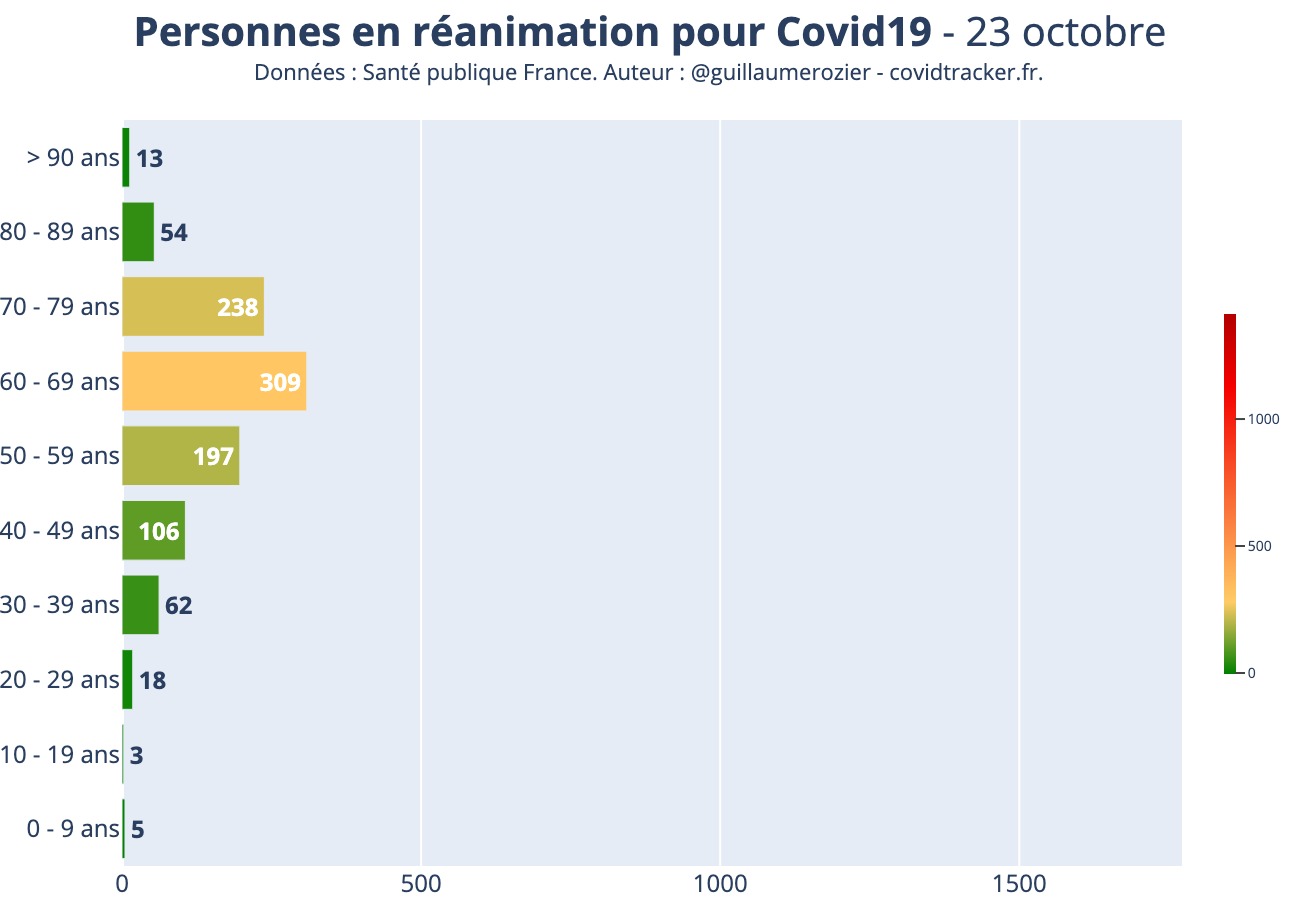 Personnes en réanimation pour Covid19 - 23 octobre
Données : Santé publique France. Auteur : @guillaumerozier - covidtracker.fr.
> 90 ans 13
80 - 89 ans 54
70 - 79 ans 238
60 - 69 ans 309
50 - 59 ans 197
40 - 49 ans 106
30 - 39 ans 62
20 - 29 ans 18
10 - 19 ans 3
0 - 9 ans 5
0 500 1000 1500
1000
500
0